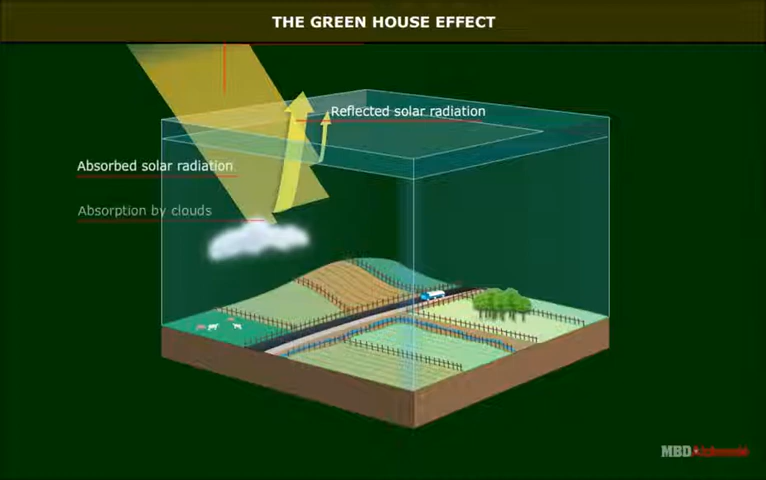 THE GREEN HOUSE EFFECT
Reflected solar radiation
Absorbed solar radiation
Absorption by clouds
MBD